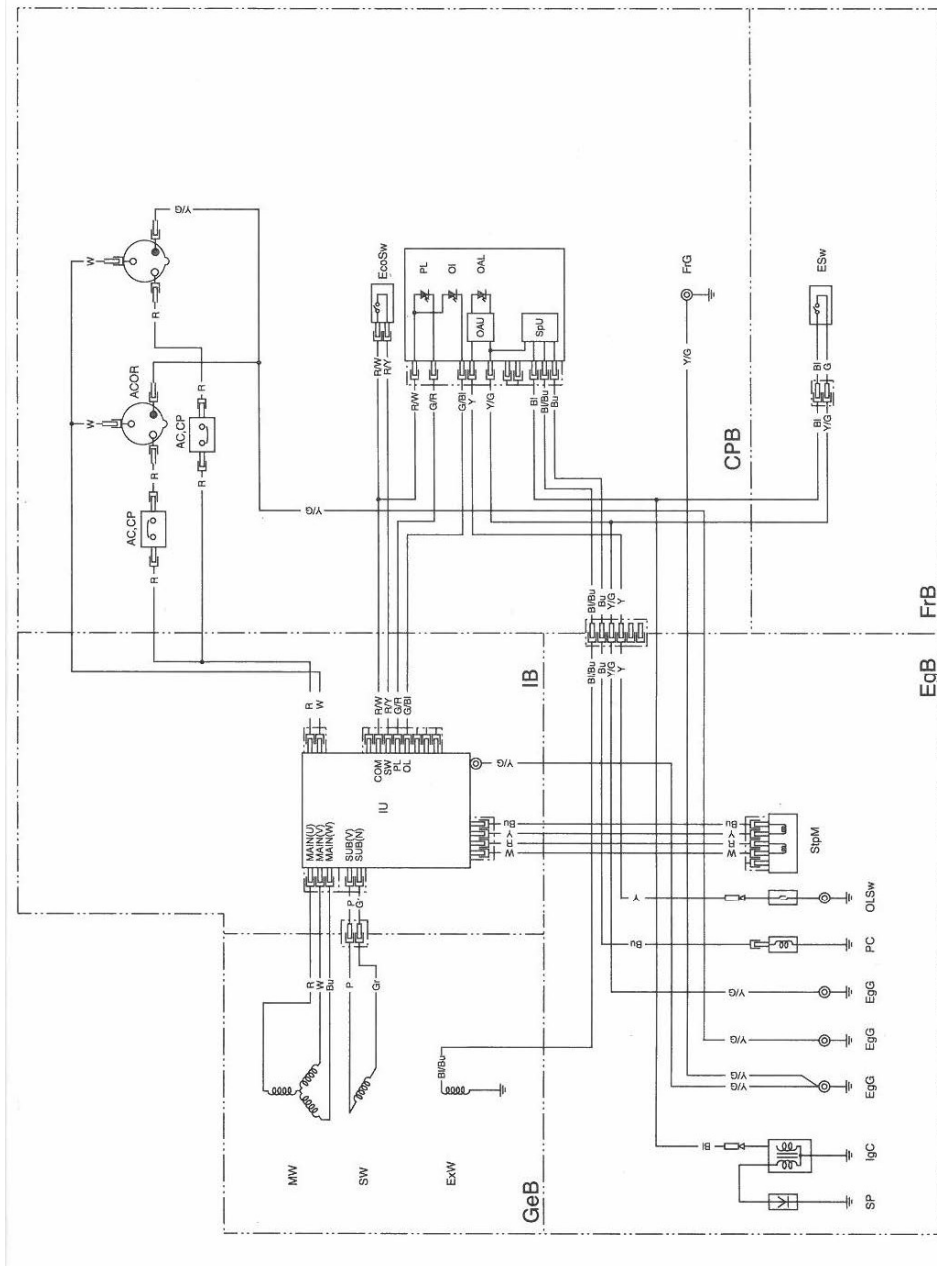 MW
SW
ExW
GeB
R
W
Bu
P
Gr
P
Gr
Bl/Bu
MAIN(U)
MAIN(V)
MAIN(W)
SUB(V)
SUB(N)
IU
COM
SW
PL
OL
R
W
R/W
R/Y
G/R
G/Bl
Y/G
Bu
Y
R
W
IB
Bu
Y
R
W
StpM
Bl/Bu
Bu
Y/G
Y
Bl/Bu
Bu
Y/G
Y
R
AC,CP
R
R
AC,CP
R
W
ACOR
R
W
Y/G
Y/G
R/W
R/Y
EcoSw
R/W
G/R
G/Bl
Y
Y/G
Bl
Bl/Bu
Bu
PL
OI
OAL
OAU
SpU
Y/G
FrG
CPB
Bl
Y/G
Bl
G
ESw
FrB
EgB
SP
Bl
IgC
Y/G
Y/G
EgG
Y/G
EgG
Y/G
EgG
Bu
PC
Y
OLSw